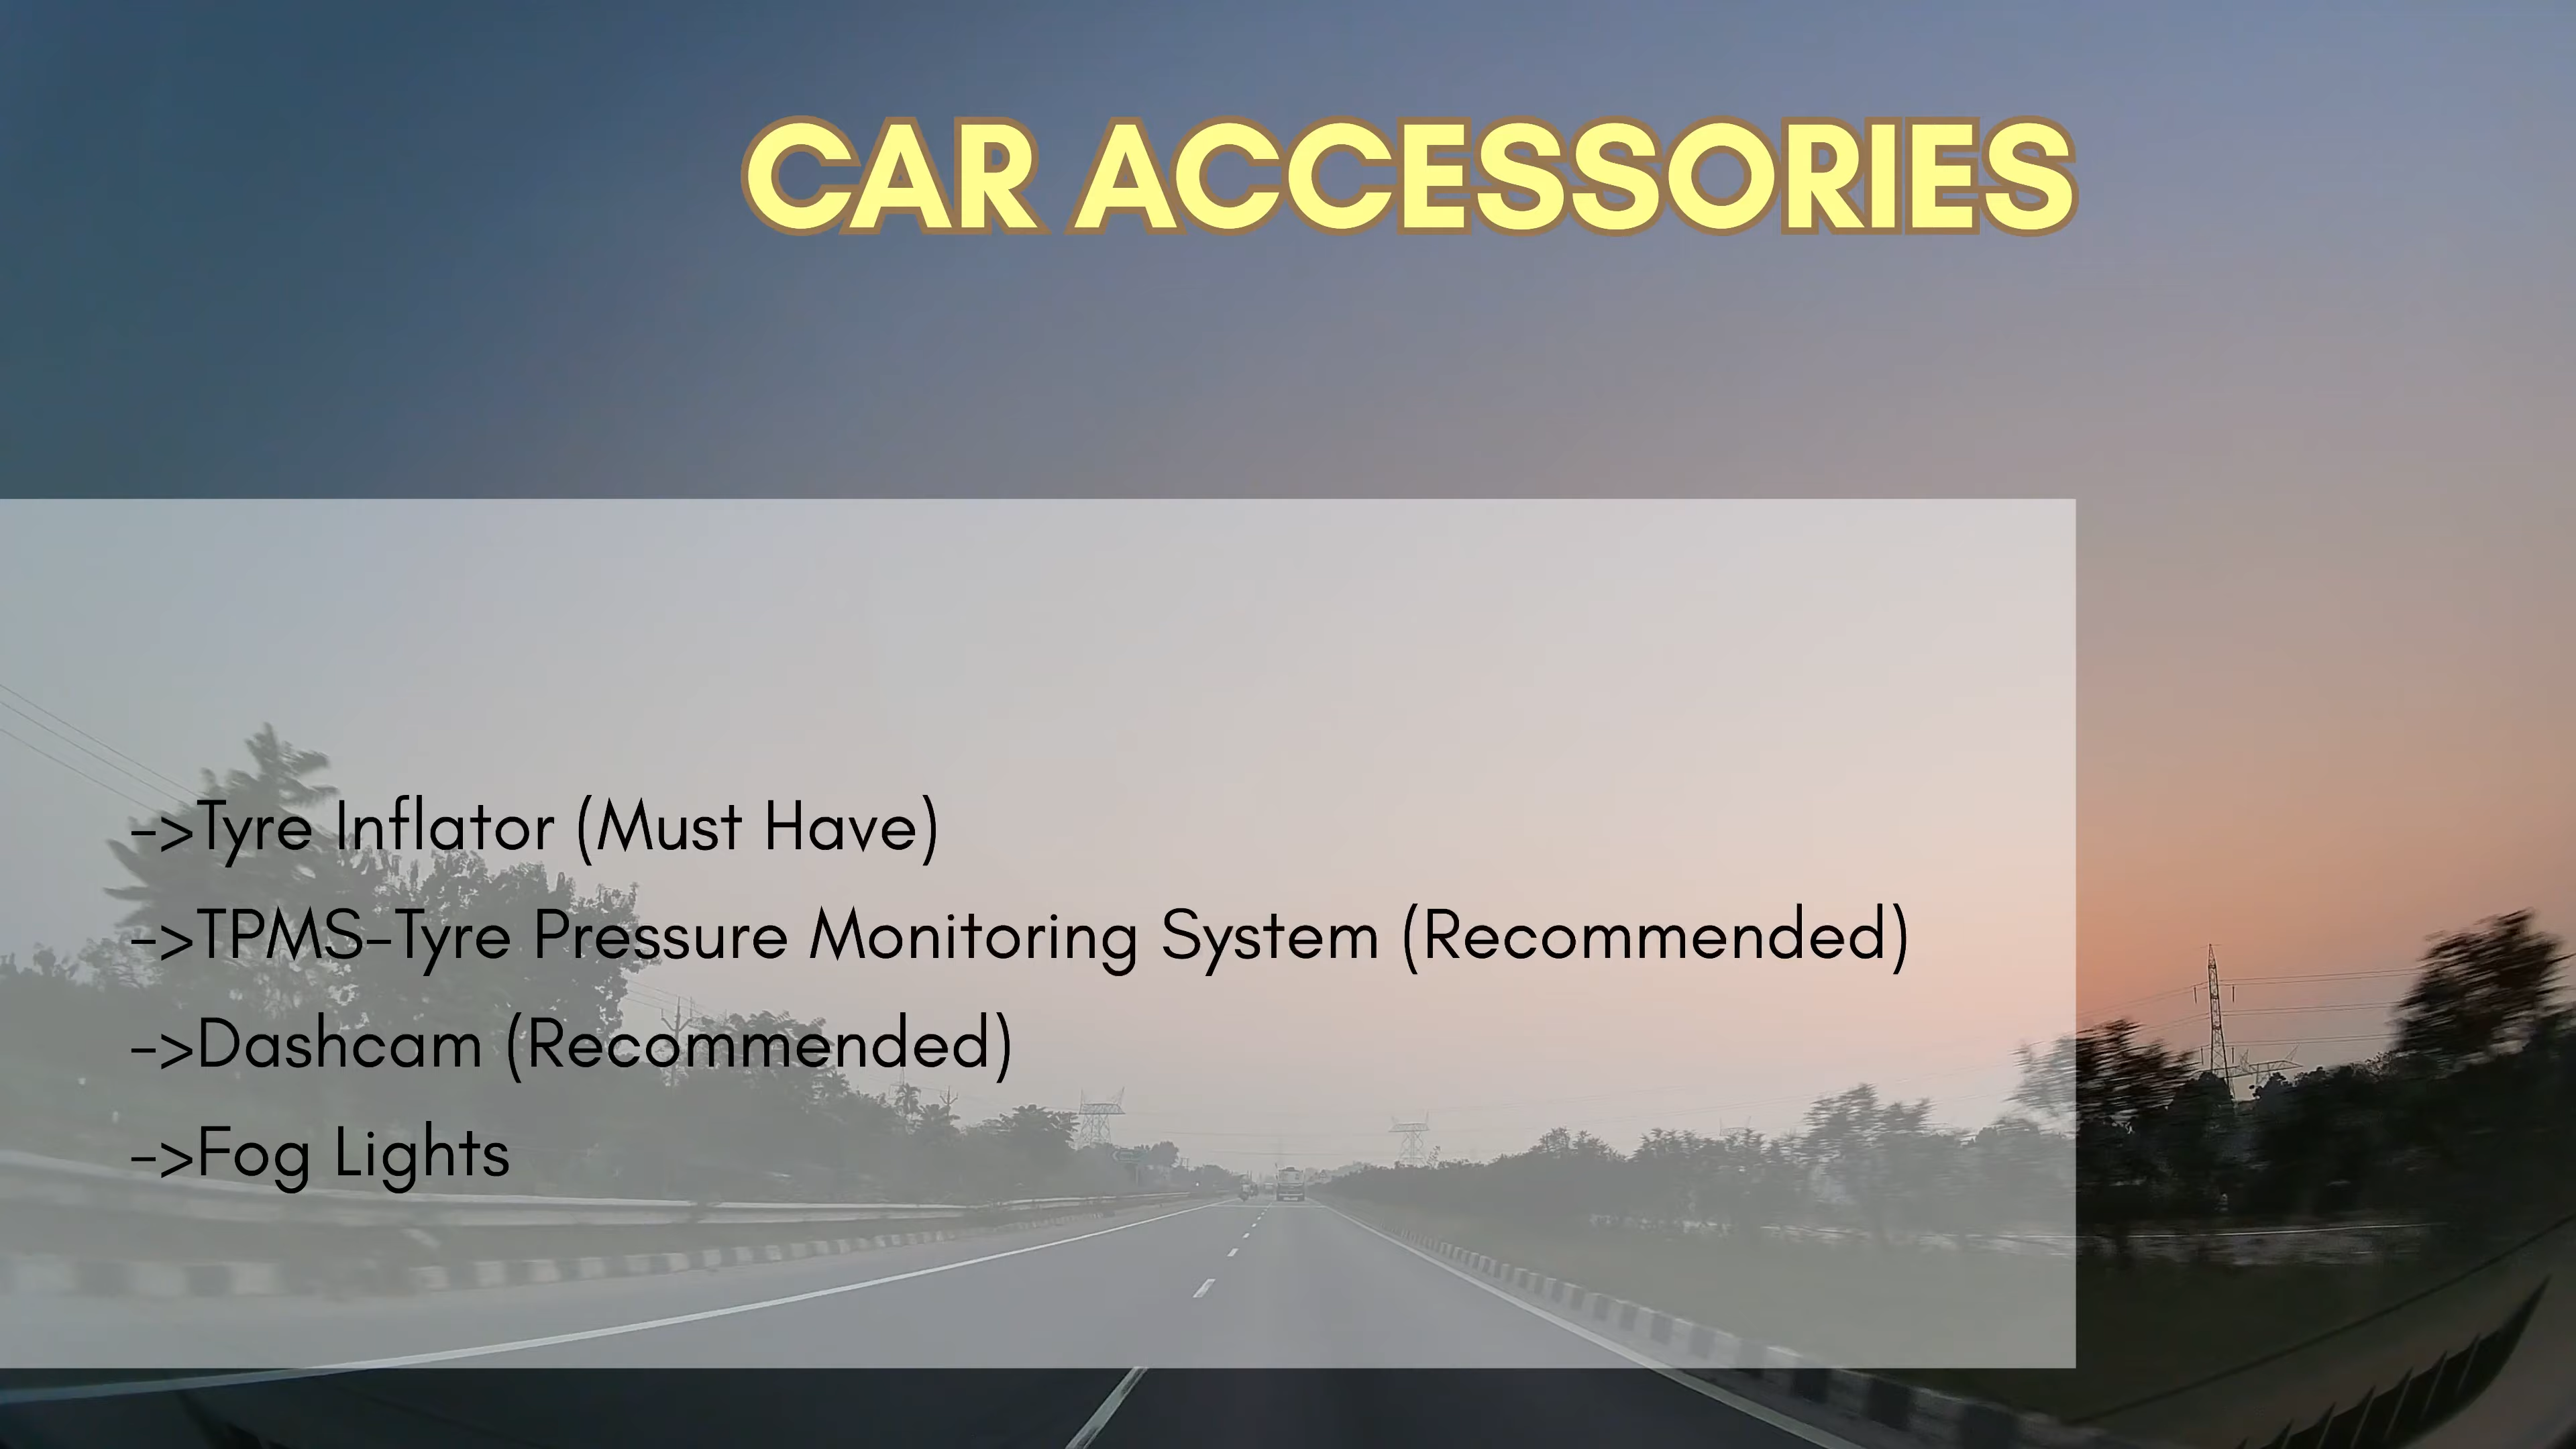 CAR ACCESSORIES
->Tyre Inflator (Must Have)
->TPMS-Tyre Pressure Monitoring System (Recommended)
->Dashcam (Recommended)
->Fog Lights